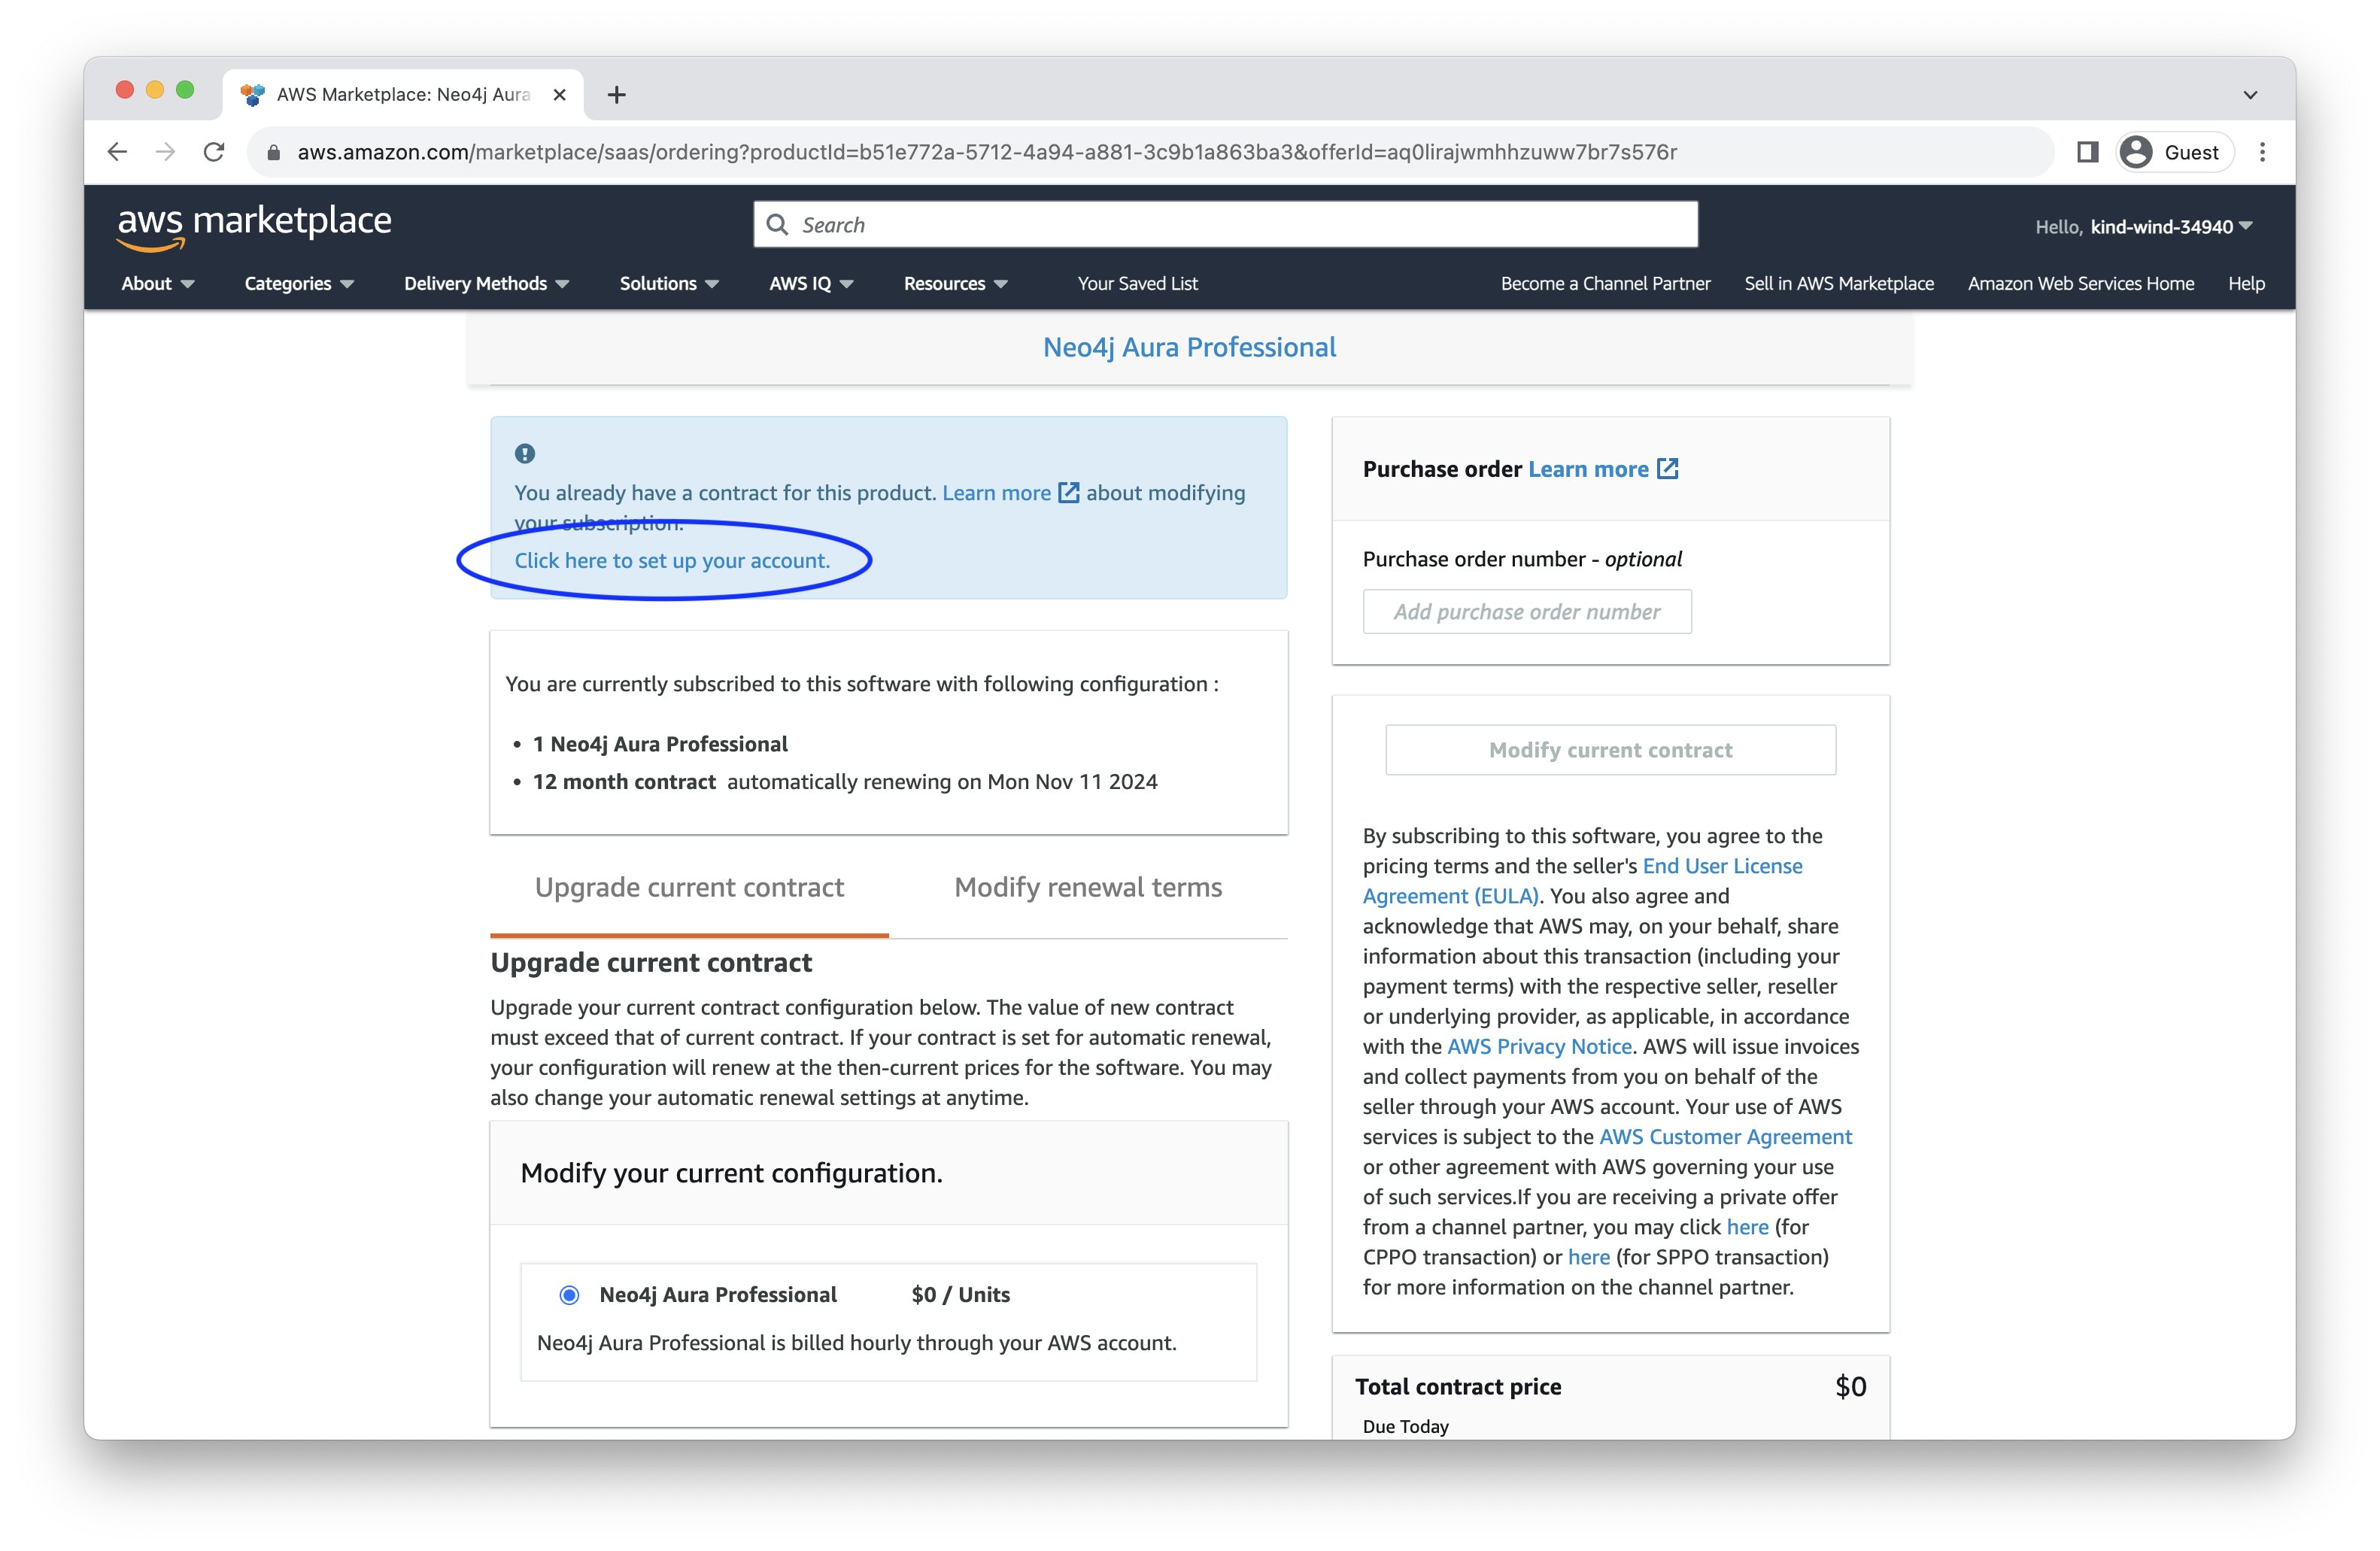 AWS Marketplace: Neo4j Aura
aws.amazon.com/marketplace/saas/ordering?productId=b51e772a-5712-4a94-a881-3c9b1a863ba3&offerId=aq0lirajwmhhzuww7br7s576r
Guest
aws marketplace
Search
Hello, kind-wind-34940
About
Categories
Delivery Methods
Solutions
AWS IQ
Resources
Your Saved List
Become a Channel Partner
Sell in AWS Marketplace
Amazon Web Services Home
Help
Neo4j Aura Professional
You already have a contract for this product. Learn more about modifying
your subscription.
Click here to set up your account.
You are currently subscribed to this software with following configuration :
• 1 Neo4j Aura Professional
• 12 month contract automatically renewing on Mon Nov 11 2024
Upgrade current contract
Modify renewal terms
Upgrade current contract
Upgrade your current contract configuration below. The value of new contract
must exceed that of current contract. If your contract is set for automatic renewal,
your configuration will renew at the then-current prices for the software. You may
also change your automatic renewal settings at anytime.
Modify your current configuration.
Neo4j Aura Professional $0 / Units
Neo4j Aura Professional is billed hourly through your AWS account.
Purchase order Learn more
Purchase order number - optional
Add purchase order number
Modify current contract
By subscribing to this software, you agree to the
pricing terms and the seller's End User License
Agreement (EULA). You also agree and
acknowledge that AWS may, on your behalf, share
information about this transaction (including your
payment terms) with the respective seller, reseller
or underlying provider, as applicable, in accordance
with the AWS Privacy Notice. AWS will issue invoices
and collect payments from you on behalf of the
seller through your AWS account. Your use of AWS
services is subject to the AWS Customer Agreement
or other agreement with AWS governing your use
of such services.If you are receiving a private offer
from a channel partner, you may click here (for
CPPO transaction) or here (for SPPO transaction)
for more information on the channel partner.
Total contract price $0
Due Today